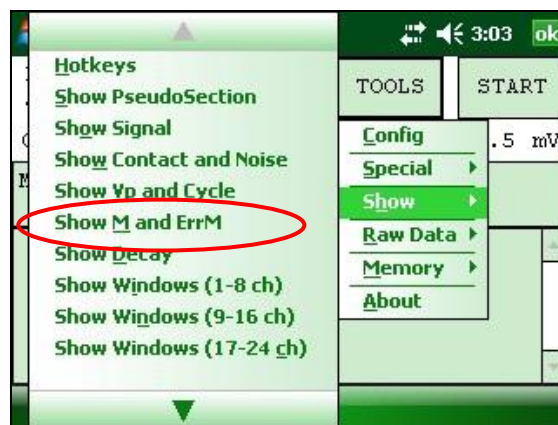 3:03 ok
TOOLS START
.5 mV
Hotkeys
Show PseudoSection
Show Signal
Show Contact and Noise
Show Vp and Cycle
Show M and ErrM
Show Decay
Show Windows (1-8 ch)
Show Windows (9-16 ch)
Show Windows (17-24 ch)
Config
Special
Show
Raw Data
Memory
About